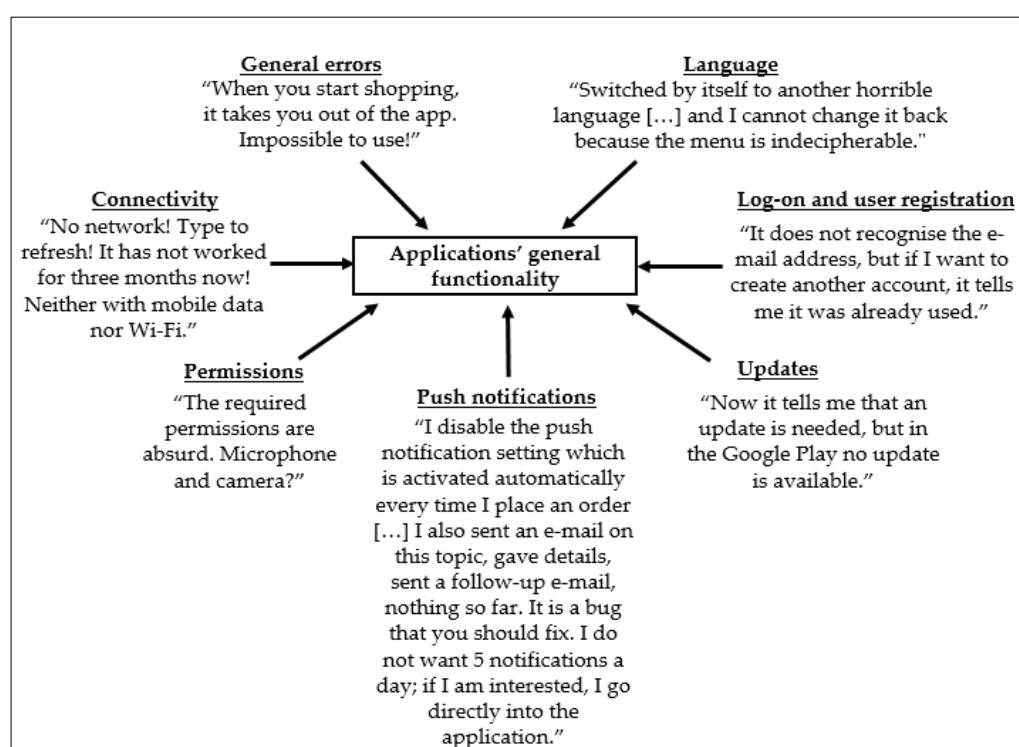 General errors
“When you start shopping,
it takes you out of the app.
Impossible to use!”
Language
“Switched by itself to another horrible
language […] and I cannot change it back
because the menu is indecipherable."
Connectivity
“No network! Type to
refresh! It has not worked
for three months now!
Neither with mobile data
nor Wi-Fi.”
Applications’ general
functionality
Log-on and user registration
“It does not recognise the e-
mail address, but if I want to
create another account, it tells
me it was already used.”
Permissions
“The required
permissions are
absurd. Microphone
and camera?”
Push notifications
“I disable the push
notification setting which
is activated automatically
every time I place an order
[…] I also sent an e-mail on
this topic, gave details,
sent a follow-up e-mail,
nothing so far. It is a bug
that you should fix. I do
not want 5 notifications a
day; if I am interested, I go
directly into the
application.”
Updates
“Now it tells me that an
update is needed, but in
the Google Play no update
is available.”